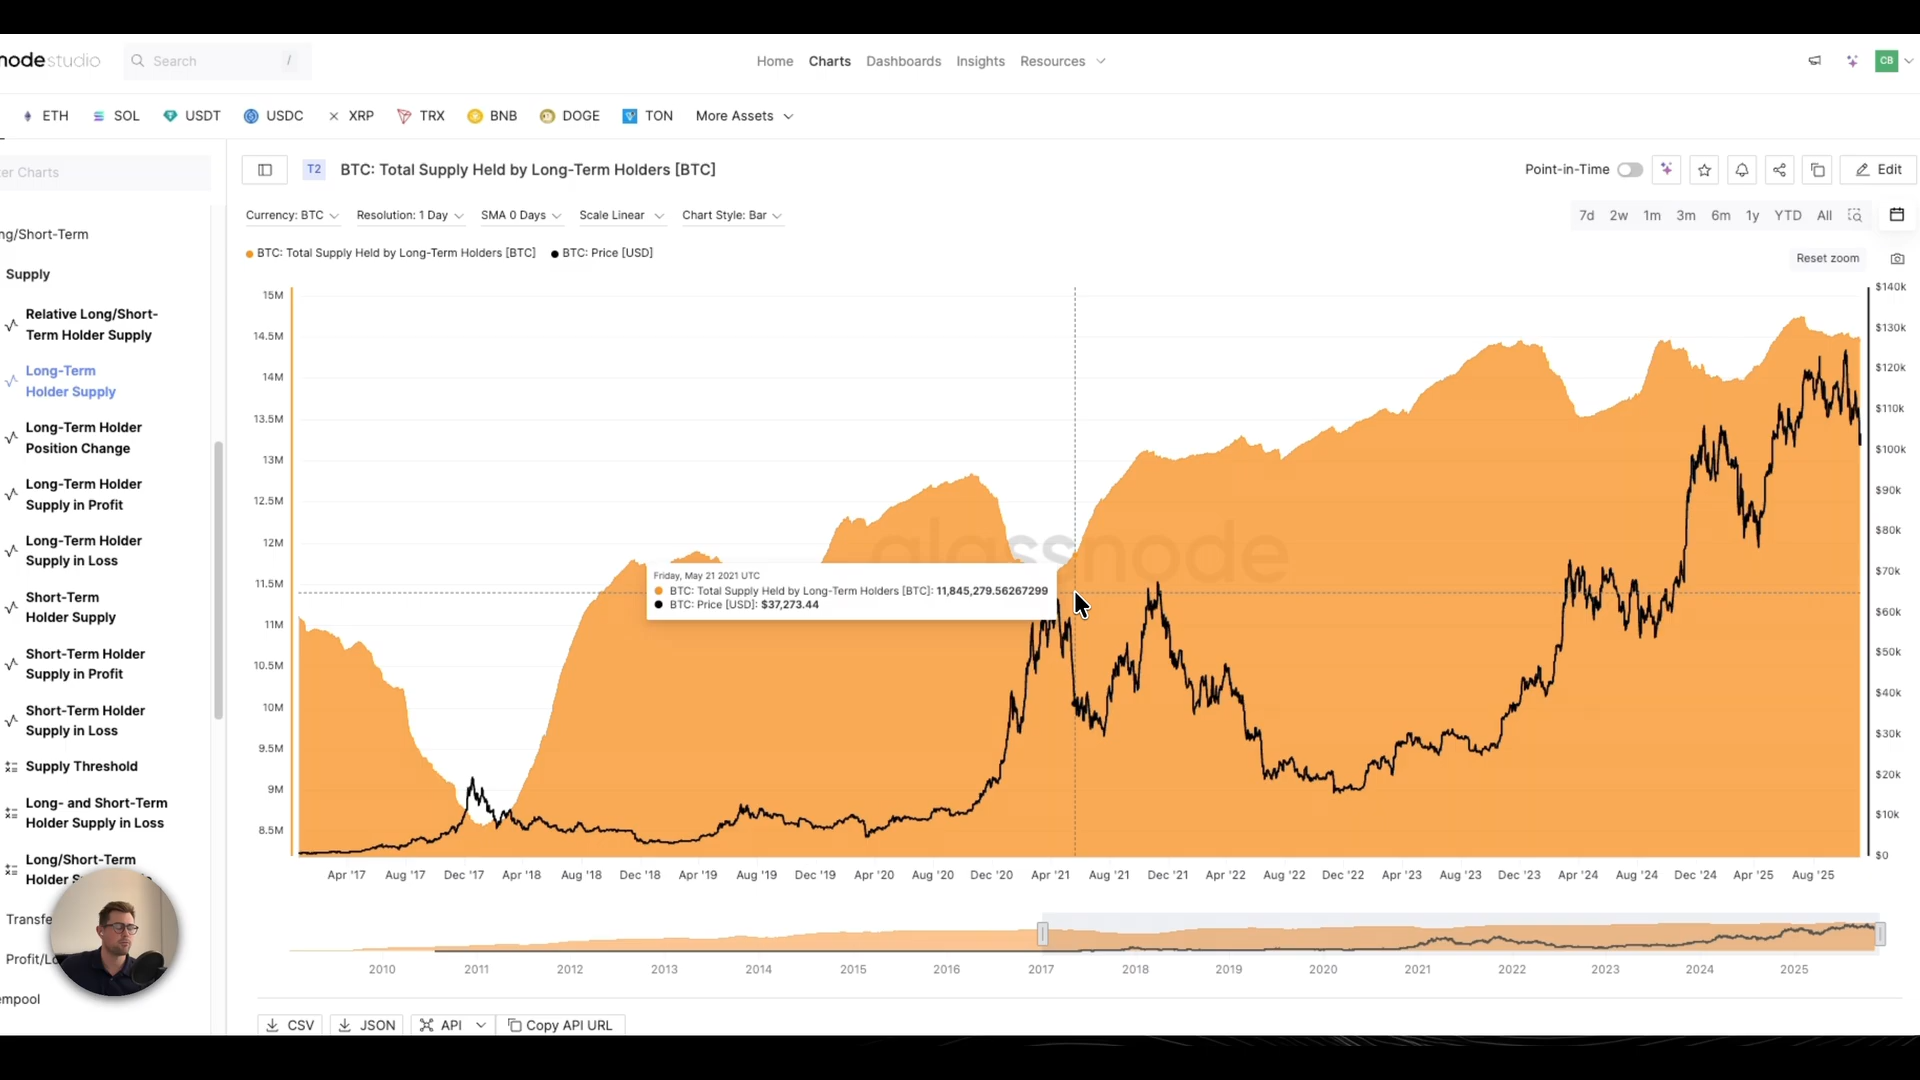 nodestudio
Search /
Home Charts Dashboards Insights Resources
CB
ETH SOL USDT USDC XRP TRX BNB DOGE TON More Assets
er Charts
ng/Short-Term
Supply
Relative Long/Short-
Term Holder Supply
Long-Term
Holder Supply
Long-Term Holder
Position Change
Long-Term Holder
Supply in Profit
Long-Term Holder
Supply in Loss
Short-Term
Holder Supply
Short-Term Holder
Supply in Profit
Short-Term Holder
Supply in Loss
Supply Threshold
Long- and Short-Term
Holder Supply in Loss
Long/Short-Term
Holder S
Transfe
Profit/Lo
empool
T2 BTC: Total Supply Held by Long-Term Holders [BTC]
Point-in-Time Edit
Currency: BTC Resolution: 1 Day SMA 0 Days Scale Linear Chart Style: Bar
7d 2w 1m 3m 6m 1y YTD All
BTC: Total Supply Held by Long-Term Holders [BTC] BTC: Price [USD]
Reset zoom
15M
14.5M
14M
13.5M
13M
12.5M
12M
11.5M
11M
10.5M
10M
9.5M
9M
8.5M
$140k
$130k
$120k
$110k
$100k
$90k
$80k
$70k
$60k
$50k
$40k
$30k
$20k
$10k
$0
glassnode
Friday, May 21 2021 UTC
BTC: Total Supply Held by Long-Term Holders [BTC]: 11,845,279.56267299
BTC: Price [USD]: $37,273.44
Apr '17 Aug '17 Dec '17 Apr '18 Aug '18 Dec '18 Apr '19 Aug '19 Dec '19 Apr '20 Aug '20 Dec '20 Apr '21 Aug '21 Dec '21 Apr '22 Aug '22 Dec '22 Apr '23 Aug '23 Dec '23 Apr '24 Aug '24 Dec '24 Apr '25 Aug '25
2010 2011 2012 2013 2014 2015 2016 2017 2018 2019 2020 2021 2022 2023 2024 2025
CSV JSON API Copy API URL